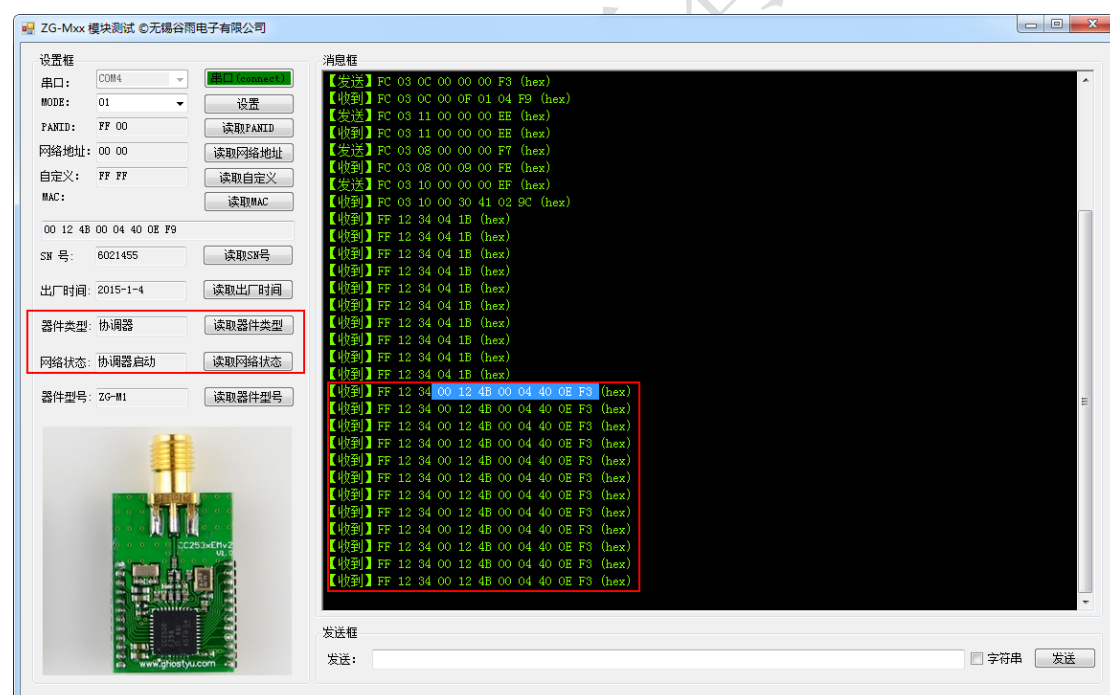 ZG-Mxx 模块测试 ©无锡谷雨电子有限公司
设置框
串口: COM4 串口(connect)
MODE: 01 设置
PANID: FF 00 读取PANID
网络地址: 00 00 读取网络地址
自定义: FF FF 读取自定义
MAC: 读取MAC
00 12 4B 00 04 40 0E F9
SN 号: 6021455 读取SN号
出厂时间: 2015-1-4 读取出厂时间
器件类型: 协调器 读取器件类型
网络状态: 协调器启动 读取网络状态
器件型号: ZG-M1 读取器件型号
CC253xEMv2
V1.0
www.ghostyu.com
消息框
【发送】FC 03 0C 00 00 00 F3 (hex)
【收到】FC 03 0C 00 0F 01 04 F9 (hex)
【发送】FC 03 11 00 00 00 EE (hex)
【收到】FC 03 11 00 00 00 EE (hex)
【发送】FC 03 08 00 00 00 F7 (hex)
【收到】FC 03 08 00 09 00 FE (hex)
【发送】FC 03 10 00 00 00 EF (hex)
【收到】FC 03 10 00 30 41 02 9C (hex)
【收到】FF 12 34 04 1B (hex)
【收到】FF 12 34 04 1B (hex)
【收到】FF 12 34 04 1B (hex)
【收到】FF 12 34 04 1B (hex)
【收到】FF 12 34 04 1B (hex)
【收到】FF 12 34 04 1B (hex)
【收到】FF 12 34 04 1B (hex)
【收到】FF 12 34 04 1B (hex)
【收到】FF 12 34 04 1B (hex)
【收到】FF 12 34 04 1B (hex)
【收到】FF 12 34 00 12 4B 00 04 40 0E F3 (hex)
【收到】FF 12 34 00 12 4B 00 04 40 0E F3 (hex)
【收到】FF 12 34 00 12 4B 00 04 40 0E F3 (hex)
【收到】FF 12 34 00 12 4B 00 04 40 0E F3 (hex)
【收到】FF 12 34 00 12 4B 00 04 40 0E F3 (hex)
【收到】FF 12 34 00 12 4B 00 04 40 0E F3 (hex)
【收到】FF 12 34 00 12 4B 00 04 40 0E F3 (hex)
【收到】FF 12 34 00 12 4B 00 04 40 0E F3 (hex)
【收到】FF 12 34 00 12 4B 00 04 40 0E F3 (hex)
【收到】FF 12 34 00 12 4B 00 04 40 0E F3 (hex)
【收到】FF 12 34 00 12 4B 00 04 40 0E F3 (hex)
【收到】FF 12 34 00 12 4B 00 04 40 0E F3 (hex)
发送框
发送: 字符串 发送